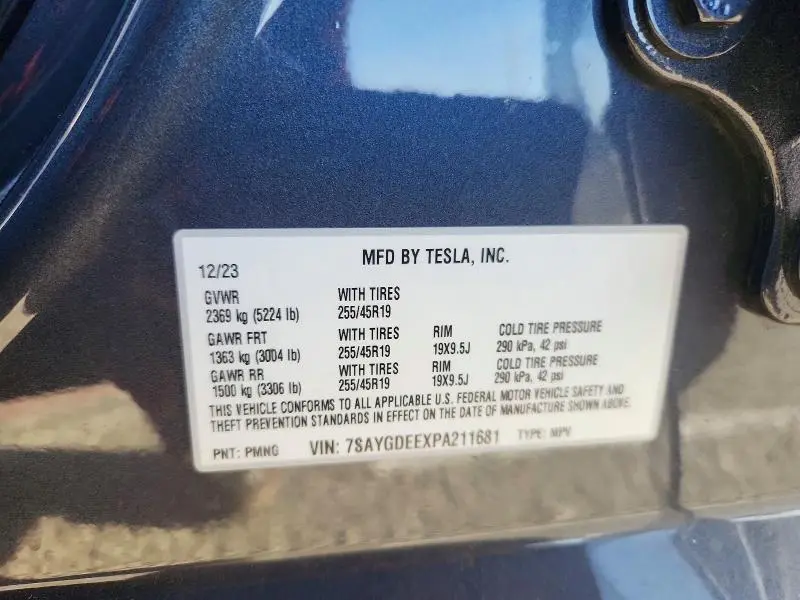 MFD BY TESLA, INC.
12/23
GVWR WITH TIRES
2369 kg (5224 lb) 255/45R19
GAWR FRT WITH TIRES RIM COLD TIRE PRESSURE
1363 kg (3004 lb) 255/45R19 19X9.5J 290 kPa, 42 psi
GAWR RR WITH TIRES RIM COLD TIRE PRESSURE
1500 kg (3306 lb) 255/45R19 19X9.5J 290 kPa, 42 psi
THIS VEHICLE CONFORMS TO ALL APPLICABLE U.S. FEDERAL MOTOR VEHICLE SAFETY AND
THEFT PREVENTION STANDARDS IN EFFECT ON THE DATE OF MANUFACTURE SHOWN ABOVE.
PNT: PMNG VIN: 7SAYGDEEXPA211681 TYPE: MPV